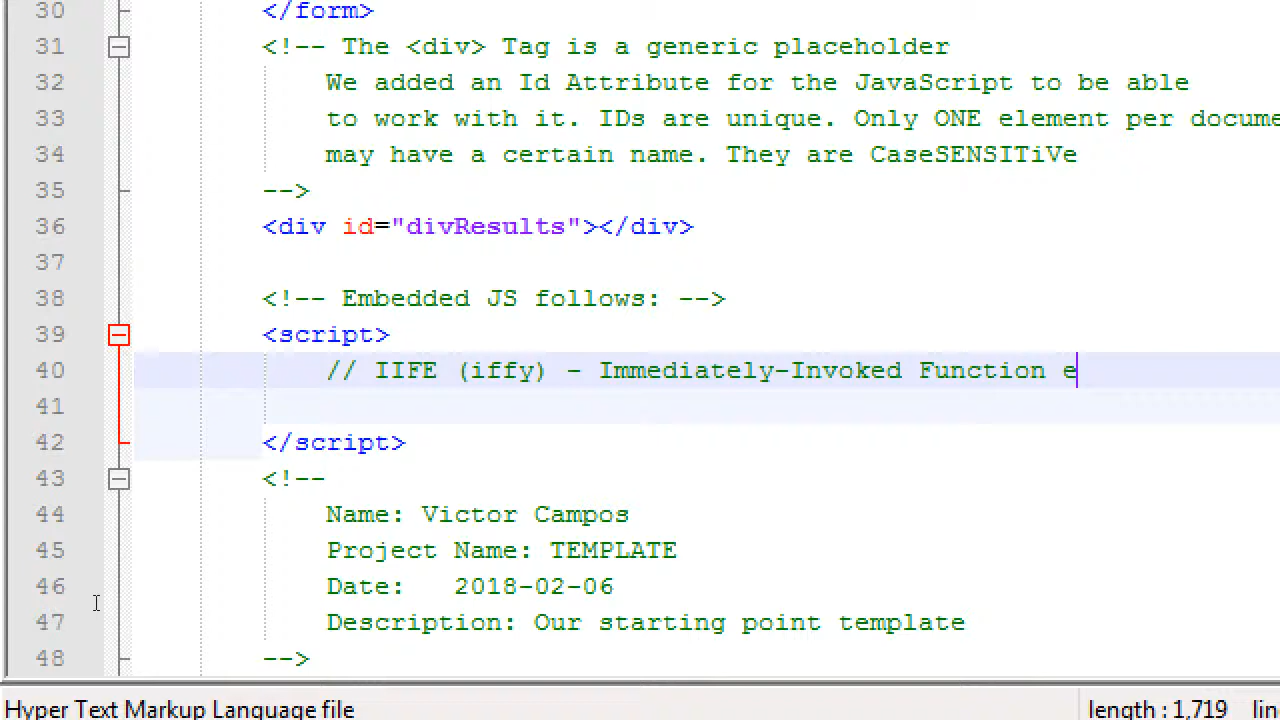 30 </form>
31 <!-- The <div> Tag is a generic placeholder
32 We added an Id Attribute for the JavaScript to be able
33 to work with it. IDs are unique. Only ONE element per docume
34 may have a certain name. They are CaseSENSITiVe
35 -->
36 <div id="divResults"></div>
37
38 <!-- Embedded JS follows: -->
39 <script>
40 // IIFE (iffy) - Immediately-Invoked Function e
41
42 </script>
43 <!--
44 Name: Victor Campos
45 Project Name: TEMPLATE
46 Date: 2018-02-06
47 Description: Our starting point template
48 -->
Hyper Text Markup Language file length : 1,719 lin